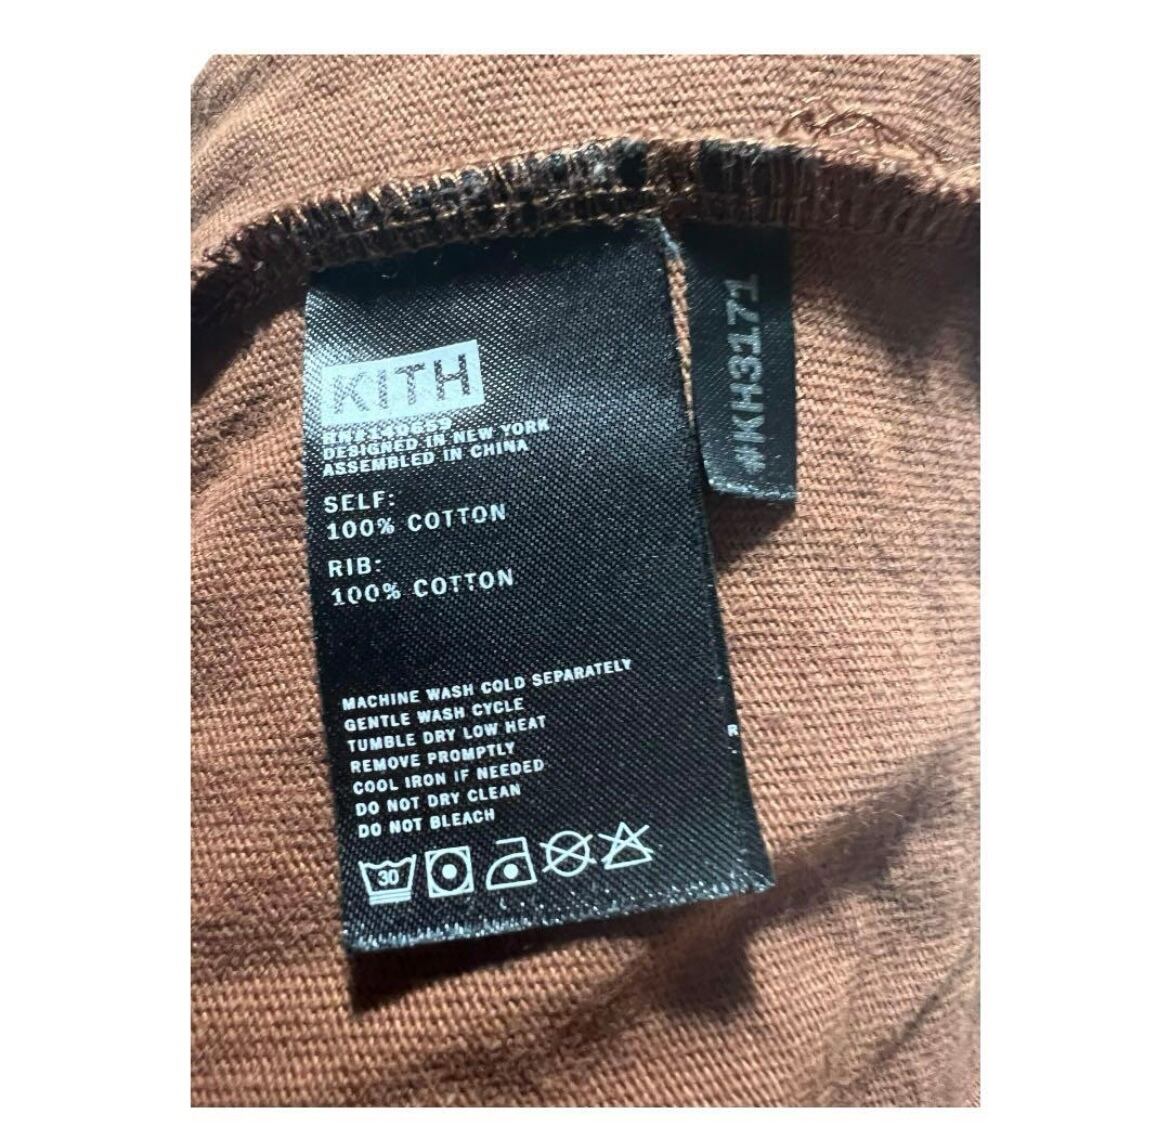 KITH
RN#140659
DESIGNED IN NEW YORK
ASSEMBLED IN CHINA
SELF:
100% COTTON
RIB:
100% COTTON
MACHINE WASH COLD SEPARATELY
GENTLE WASH CYCLE
TUMBLE DRY LOW HEAT
REMOVE PROMPTLY
COOL IRON IF NEEDED
DO NOT DRY CLEAN
DO NOT BLEACH
30
#KH3171
R